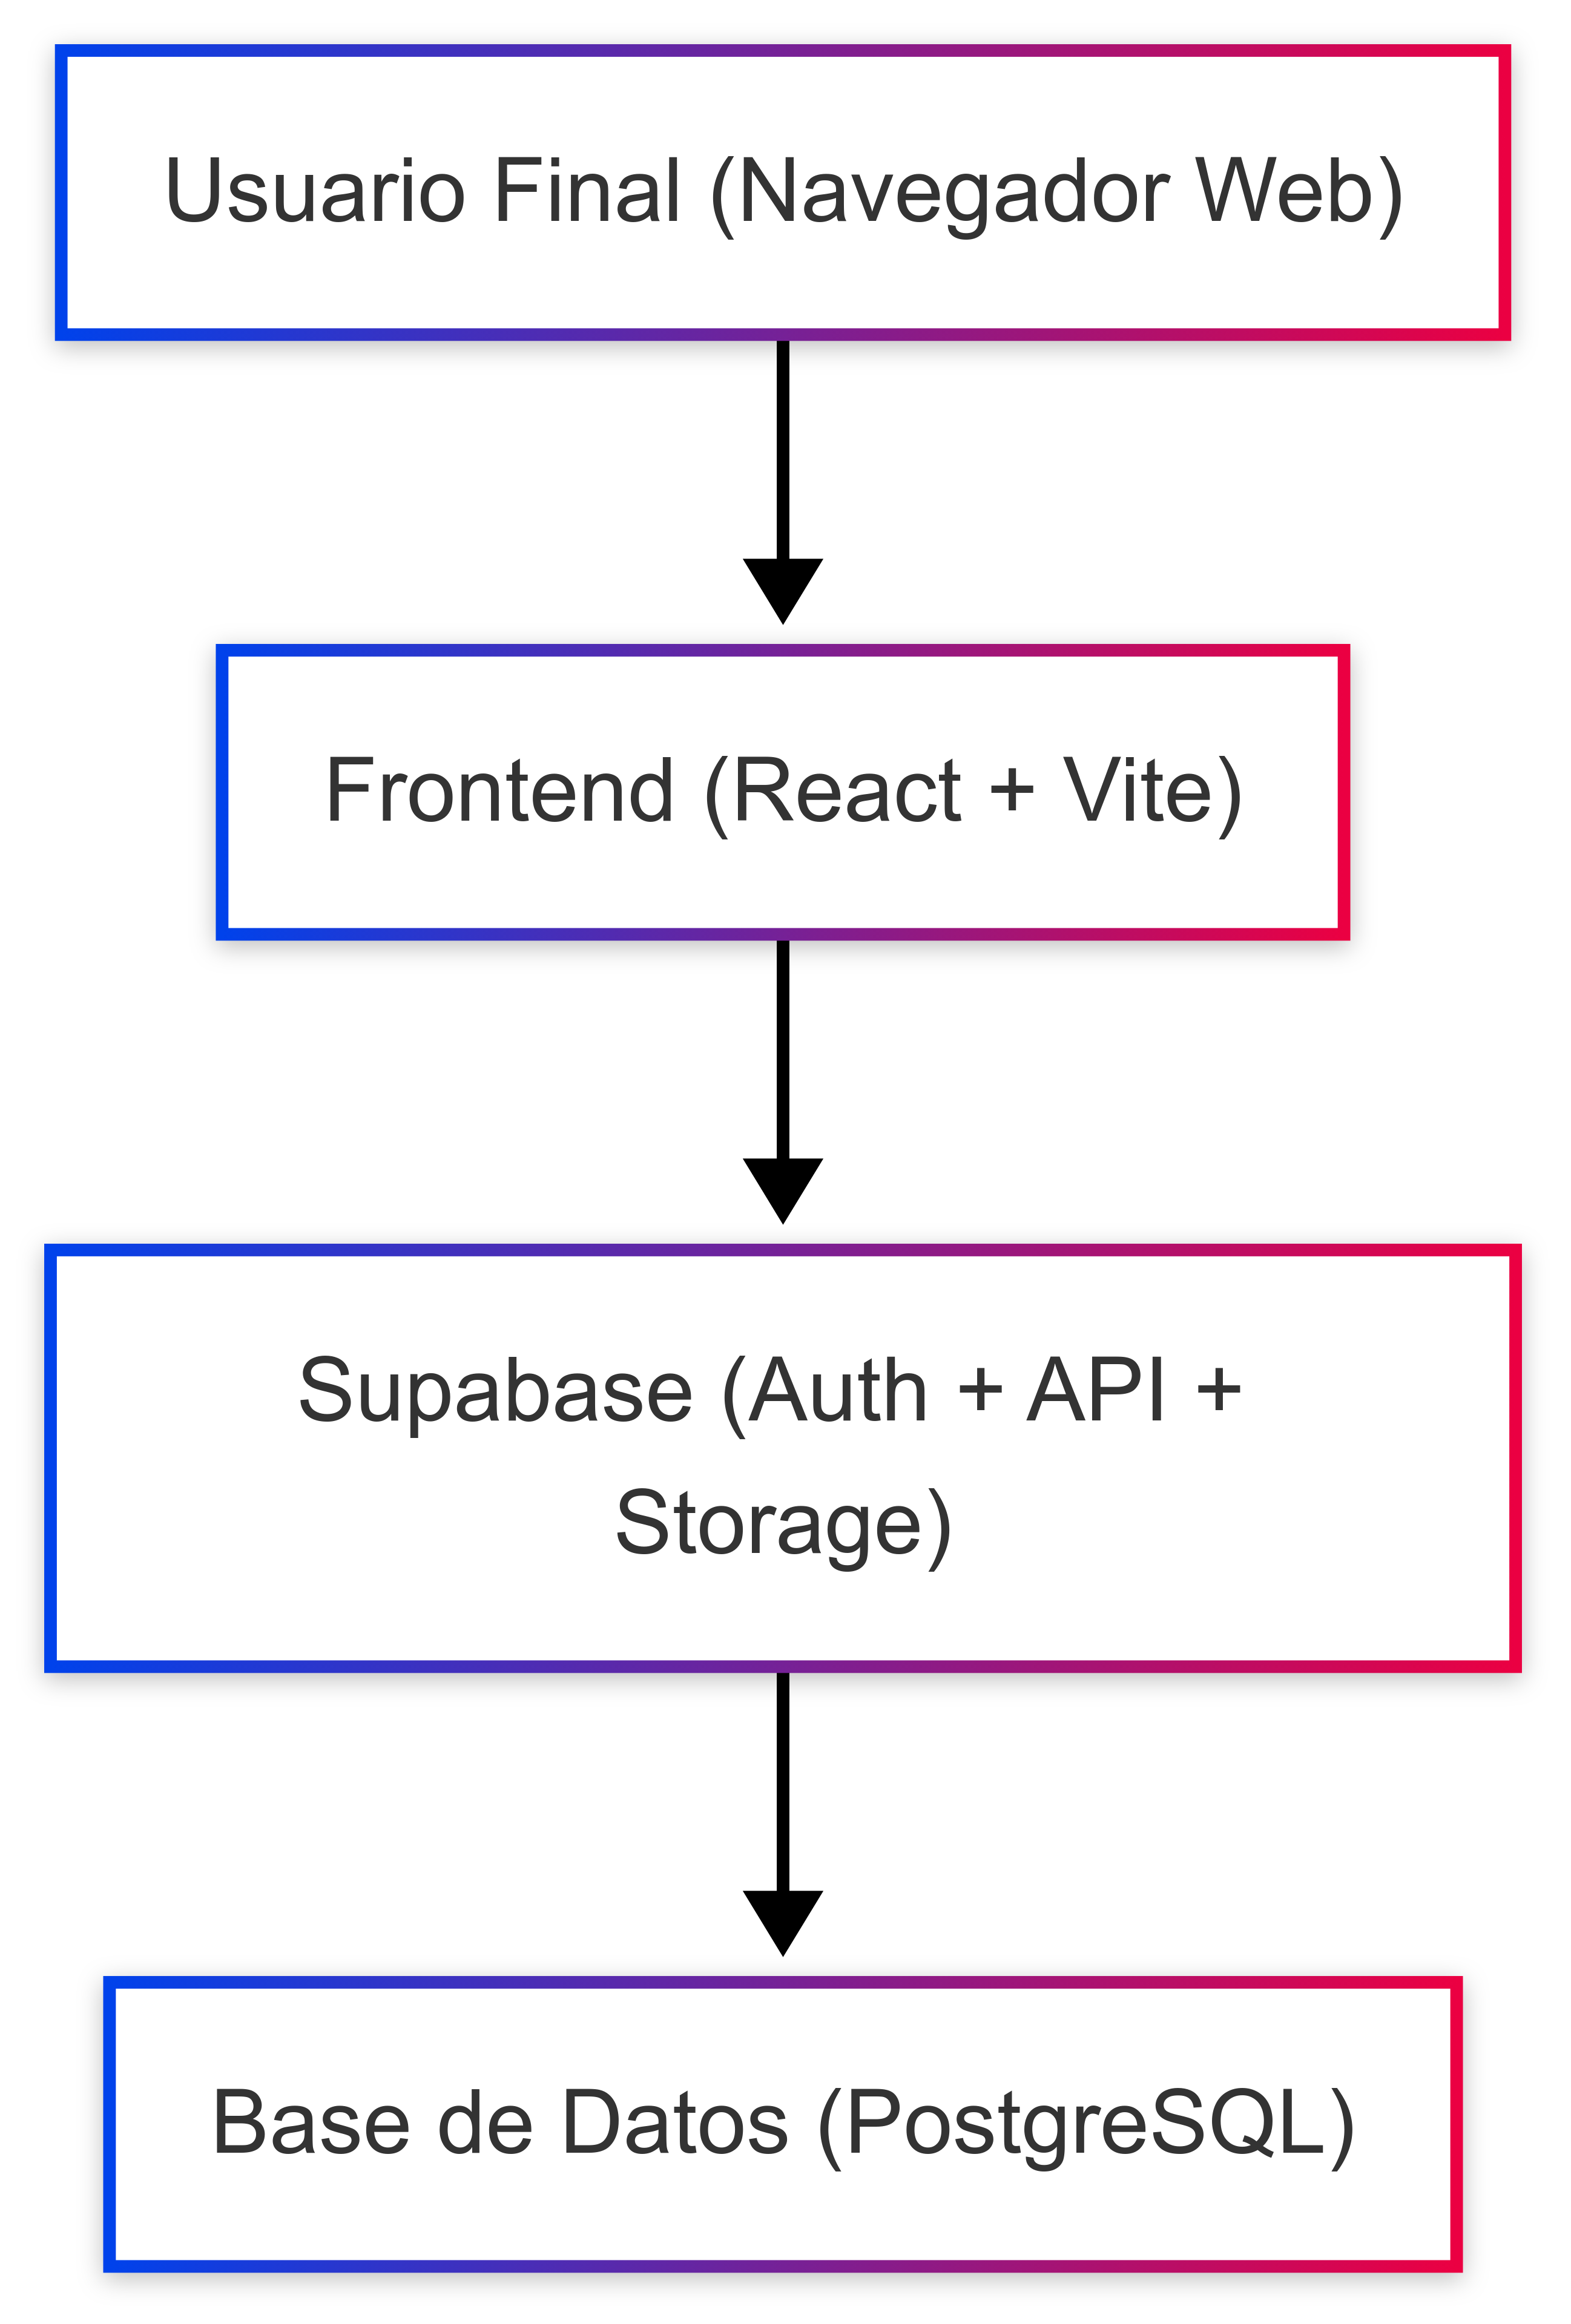 Usuario Final (Navegador Web)
Frontend (React + Vite)
Supabase (Auth + API +
Storage)
Base de Datos (PostgreSQL)